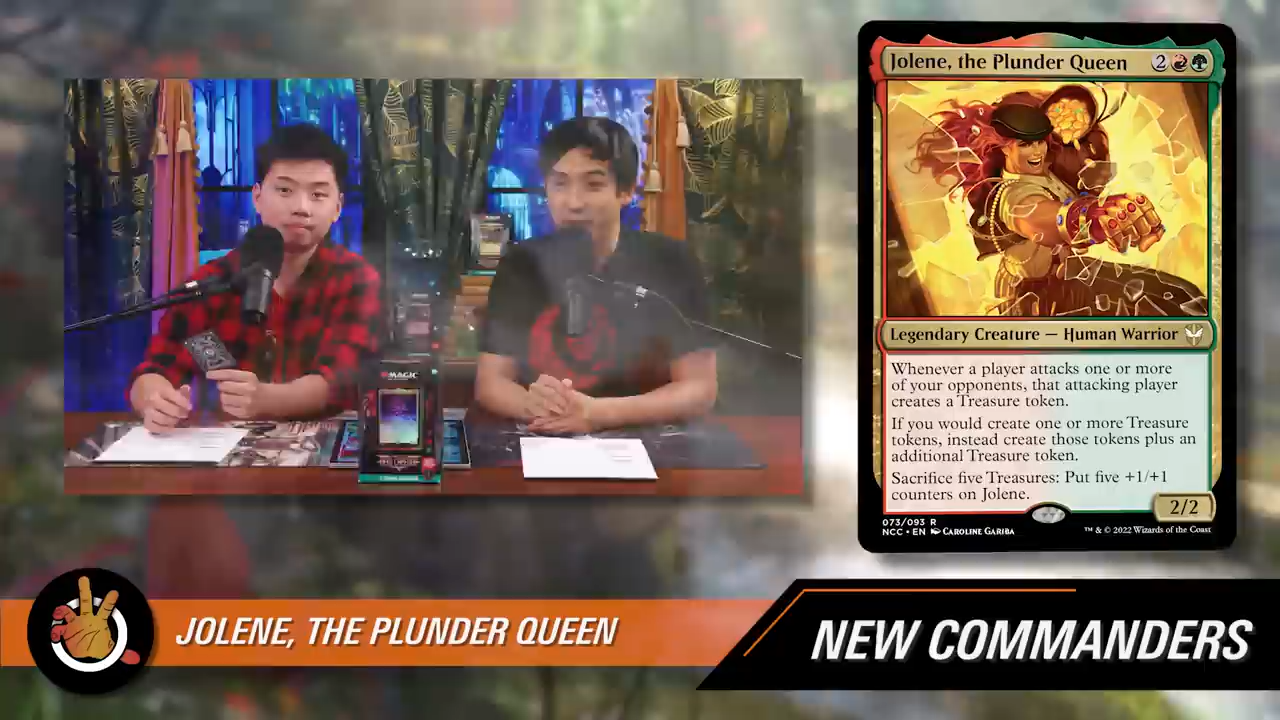 Jolene, the Plunder Queen 2
Legendary Creature — Human Warrior
Whenever a player attacks one or more
of your opponents, that attacking player
creates a Treasure token.
If you would create one or more Treasure
tokens, instead create those tokens plus an
additional Treasure token.
Sacrifice five Treasures: Put five +1/+1
counters on Jolene.
2/2
073/093 R
NCC • EN CAROLINE GARIBA
™ & © 2022 Wizards of the Coast
MAGIC
JOLENE, THE PLUNDER QUEEN
NEW COMMANDERS